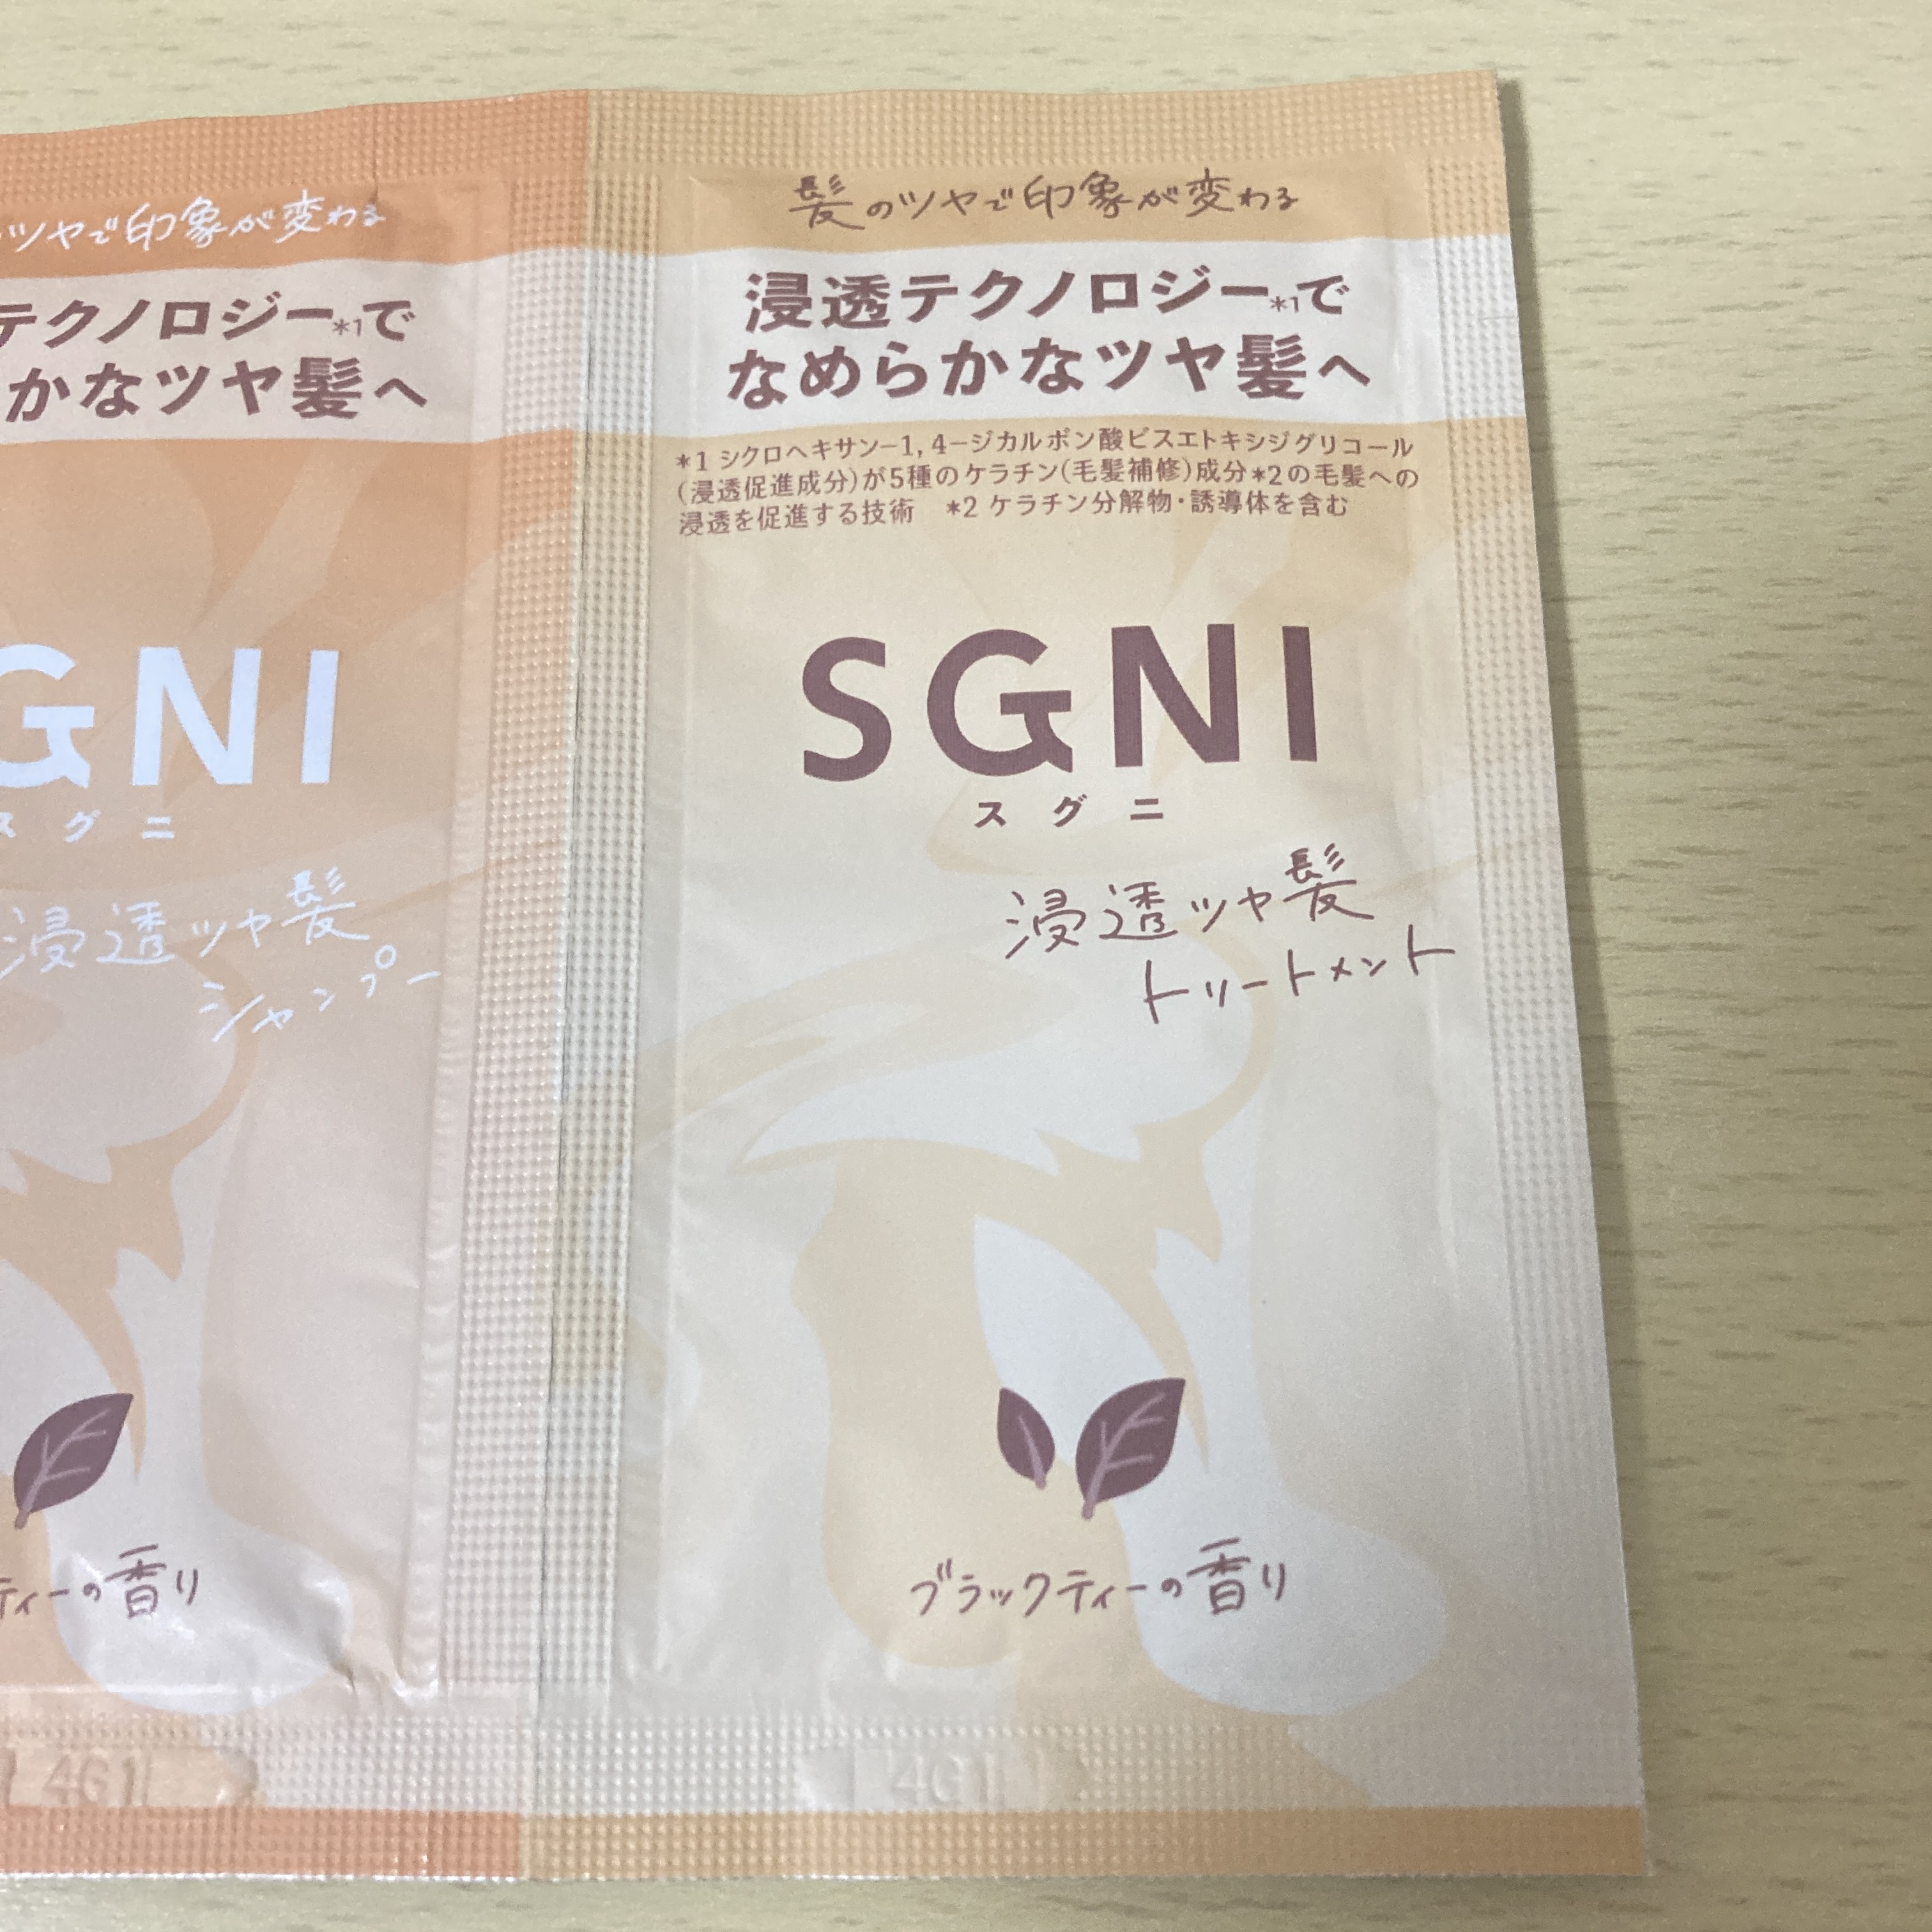 のツヤで印象が変わる
テクノロジー*1で
かなツヤ髪へ
GNI
スグニ
浸透ツヤ髪
シャンプー
ティーの香り
4G1
髪のツヤで印象が変わる
浸透テクノロジー*1で
なめらかなツヤ髪へ
*1 シクロヘキサン−1,4−ジカルボン酸ビスエトキシジグリコール
(浸透促進成分)が5種のケラチン(毛髪補修)成分*2の毛髪への
浸透を促進する技術　*2 ケラチン分解物・誘導体を含む
SGNI
スグニ
浸透ツヤ髪
トリートメント
ブラックティーの香り
4G1